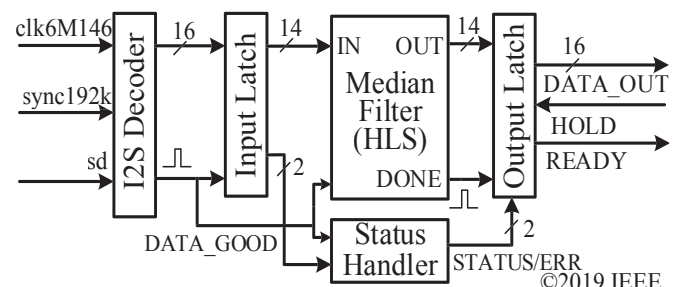 clk6M146
sync192k
sd
I2S Decoder
16
Input Latch
14
2
DATA_GOOD
IN OUT
Median
Filter
(HLS)
DONE
Status
Handler
14
Output Latch
16
DATA_OUT
HOLD
READY
2
STATUS/ERR
©2019 IEEE